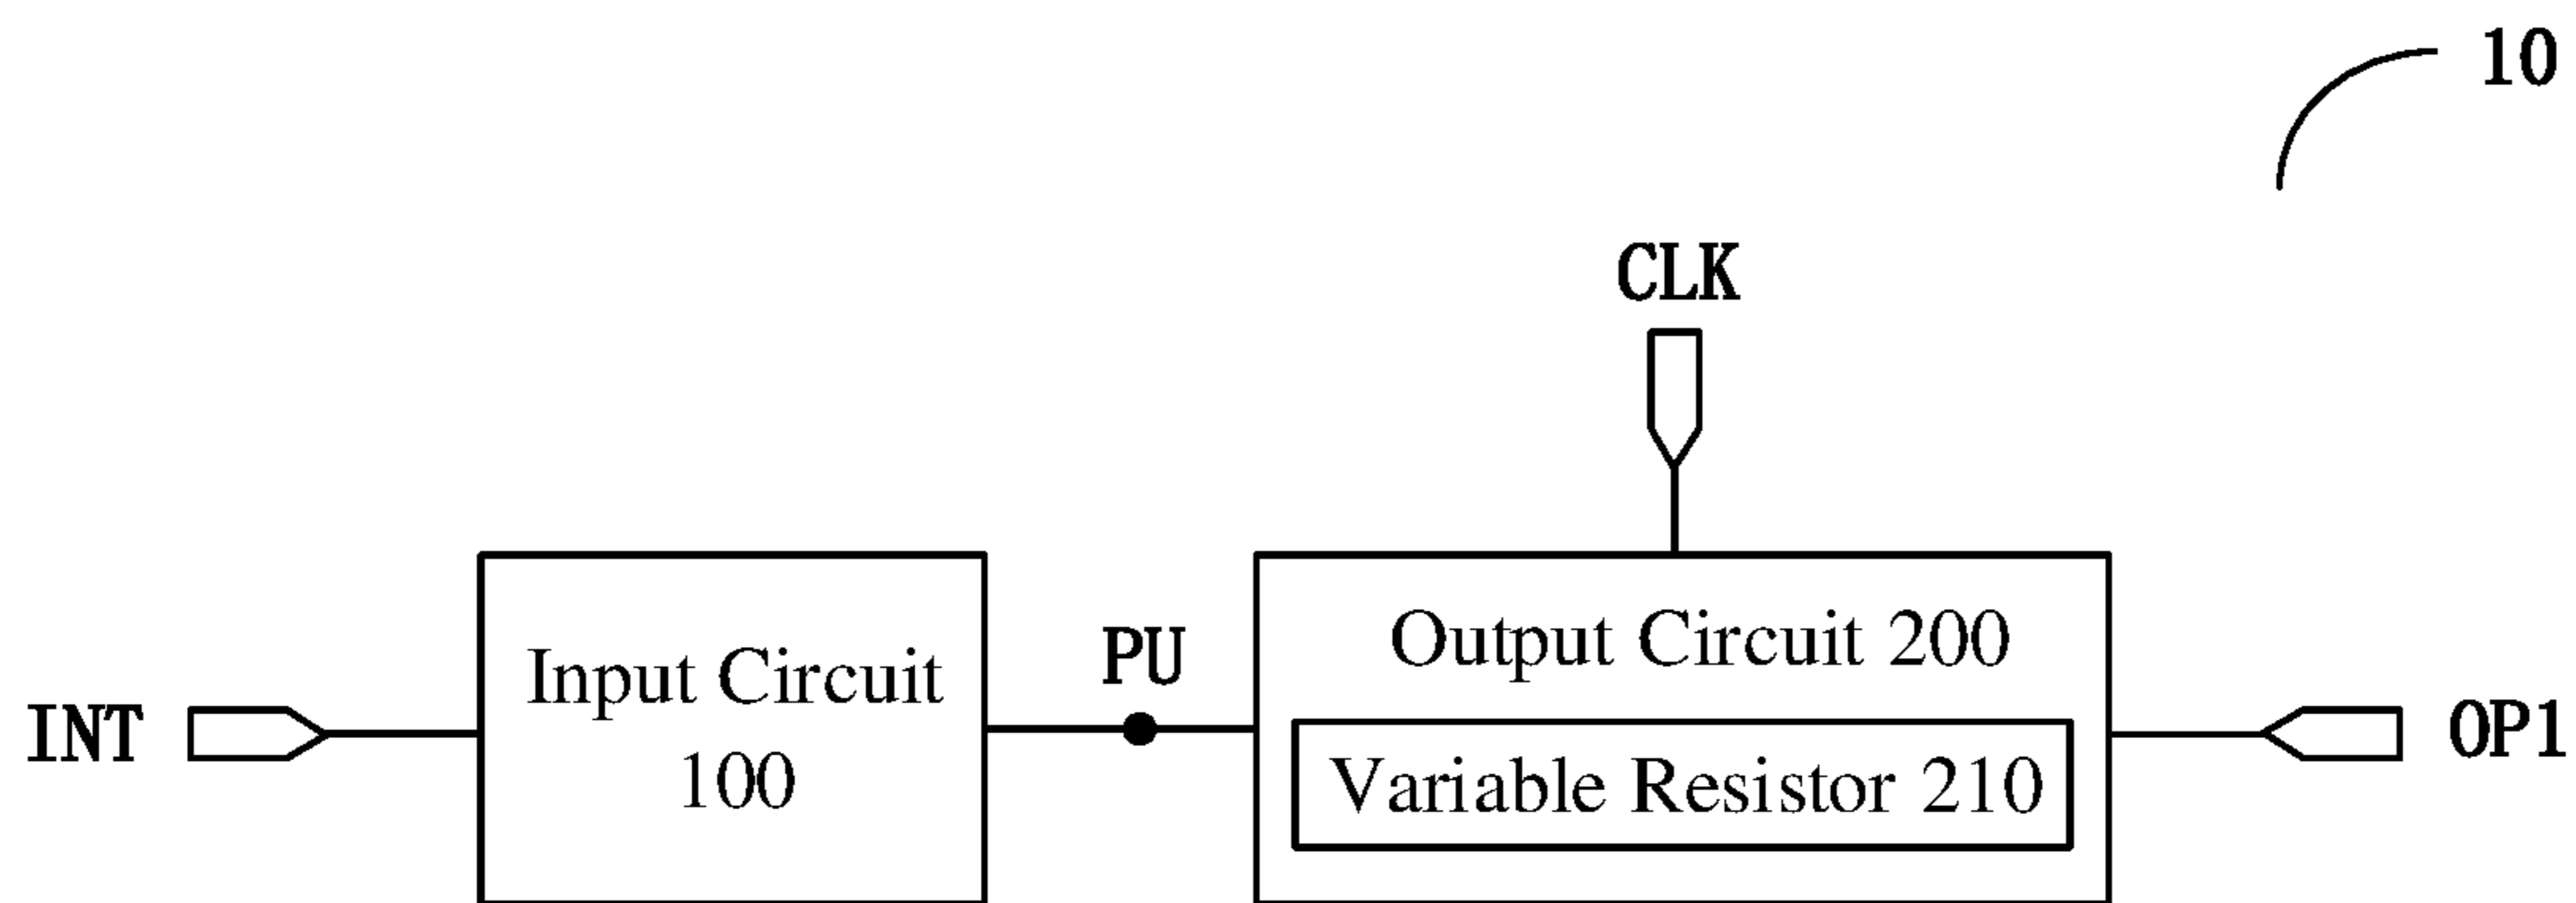 10
CLK
Input Circuit
100
PU
Output Circuit 200
Variable Resistor 210
INT
OP1